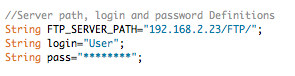 //Server path, login and password Definitions
String FTP_SERVER_PATH="192.168.2.23/FTP/";
String login="User";
String pass="********";